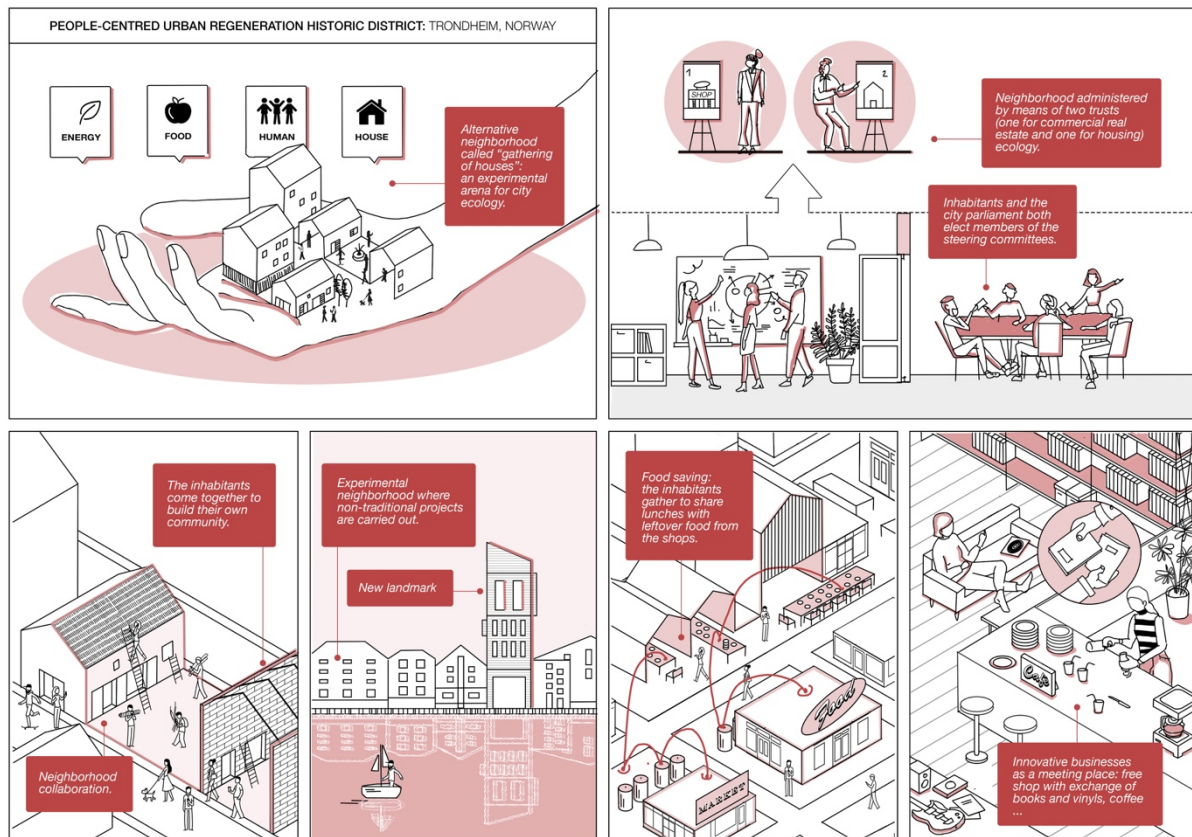 PEOPLE-CENTRED URBAN REGENERATION HISTORIC DISTRICT: TRONDHEIM, NORWAY
ENERGY
FOOD
HUMAN
HOUSE
Alternative
neighborhood
called “gathering
of houses”:
an experimental
arena for city
ecology.
1
SHOP
2
Neighborhood administered
by means of two trusts
(one for commercial real
estate and one for housing)
ecology.
Inhabitants and the
city parliament both
elect members of the
steering committees.
The inhabitants
come together to
build their own
community.
Neighborhood
collaboration.
Experimental
neighborhood where
non-traditional projects
are carried out.
New landmark
Food saving:
the inhabitants
gather to share
lunches with
leftover food from
the shops.
Food
MARKET
Cafe
Innovative businesses
as a meeting place: free
shop with exchange of
books and vinyls, coffee
...